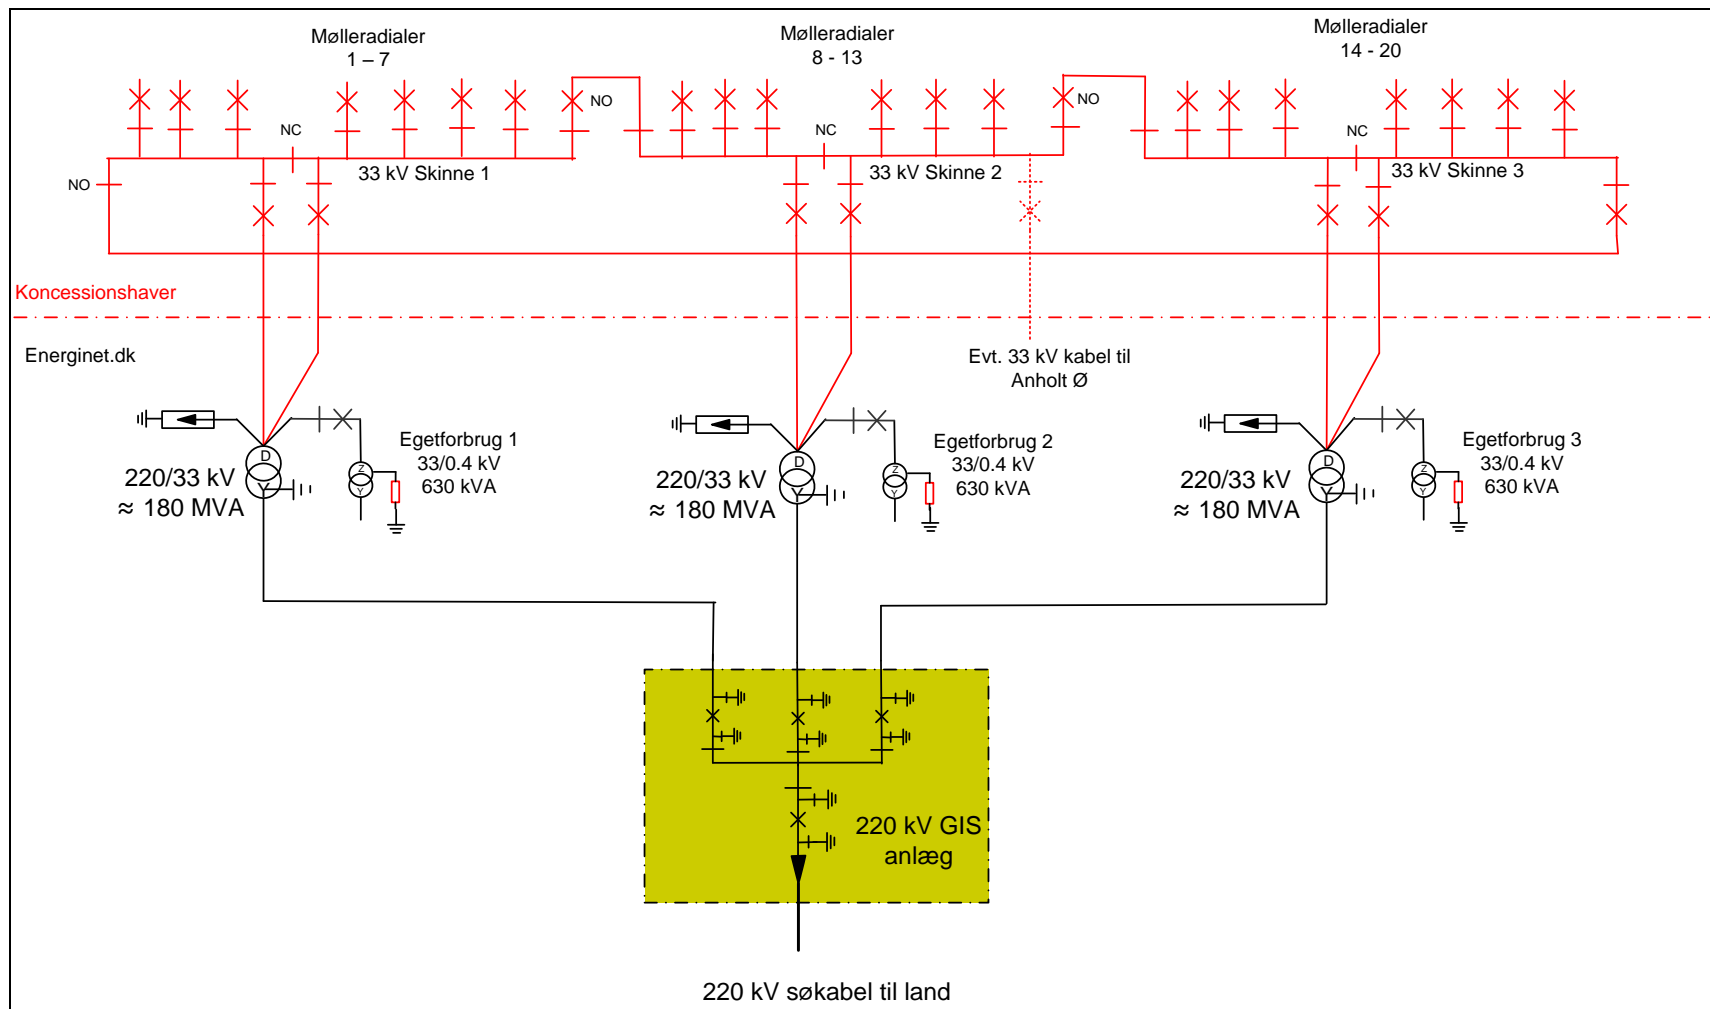 Mølleradialer
1 – 7
Mølleradialer
8 - 13
Mølleradialer
14 - 20
NO
NO
NC
NC
NC
33 kV Skinne 1
33 kV Skinne 2
33 kV Skinne 3
NO
Koncessionshaver
Energinet.dk
Evt. 33 kV kabel til
Anholt Ø
Egetforbrug 1
33/0.4 kV
630 kVA
Egetforbrug 2
33/0.4 kV
630 kVA
Egetforbrug 3
33/0.4 kV
630 kVA
D
Y
Z
Y
220/33 kV
≈ 180 MVA
D
Y
Z
Y
220/33 kV
≈ 180 MVA
D
Y
Z
Y
220/33 kV
≈ 180 MVA
220 kV GIS
anlæg
220 kV søkabel til land